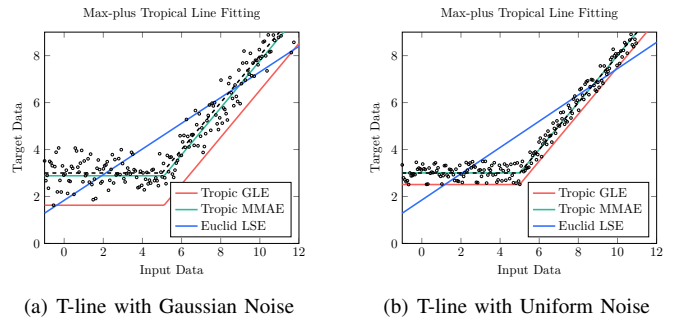 Max-plus Tropical Line Fitting
8
6
4
2
0
Target Data
Tropic GLE
Tropic MMAE
Euclid LSE
0
2
4
6
8
10
12
Input Data
(a) T-line with Gaussian Noise
Max-plus Tropical Line Fitting
8
6
4
2
0
Target Data
Tropic GLE
Tropic MMAE
Euclid LSE
0
2
4
6
8
10
12
Input Data
(b) T-line with Uniform Noise